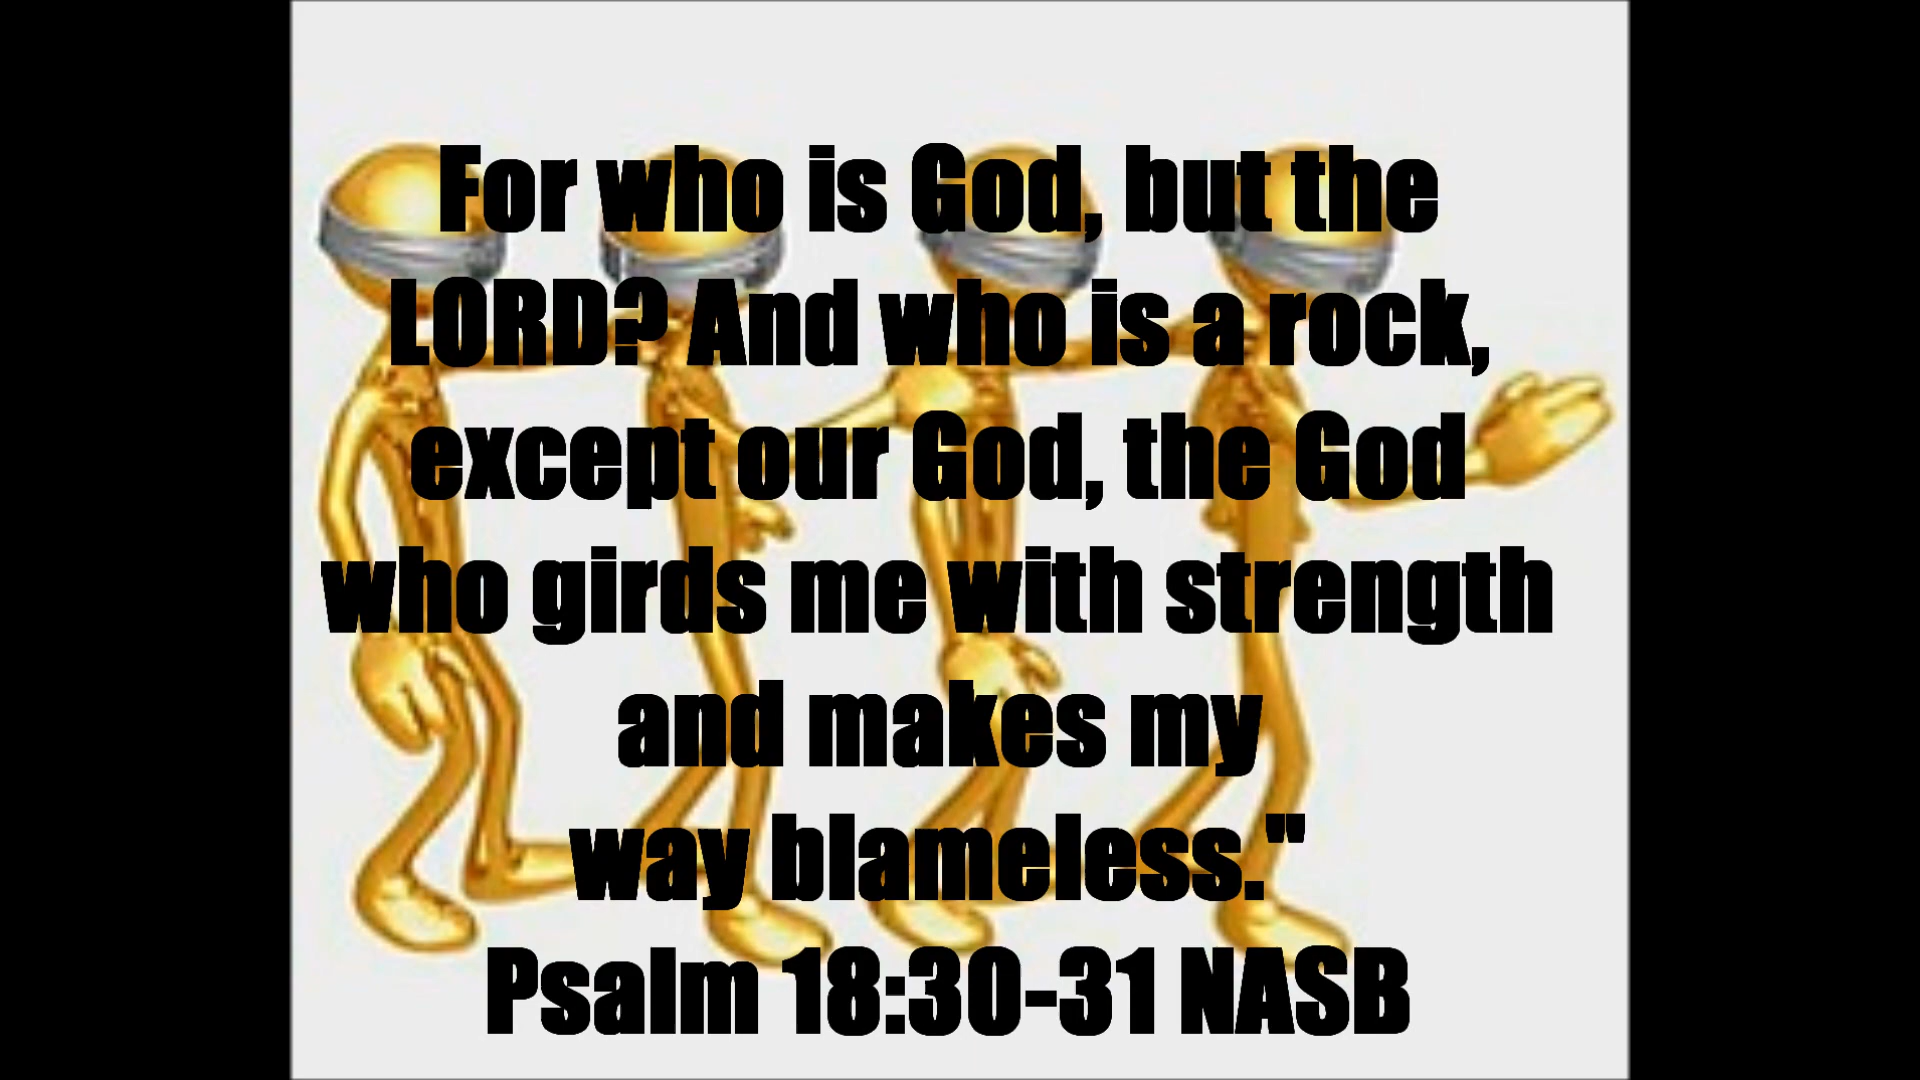 For who is God, but the
LORD? And who is a rock,
except our God, the God
who girds me with strength
and makes my
way blameless."
Psalm 18:30-31 NASB